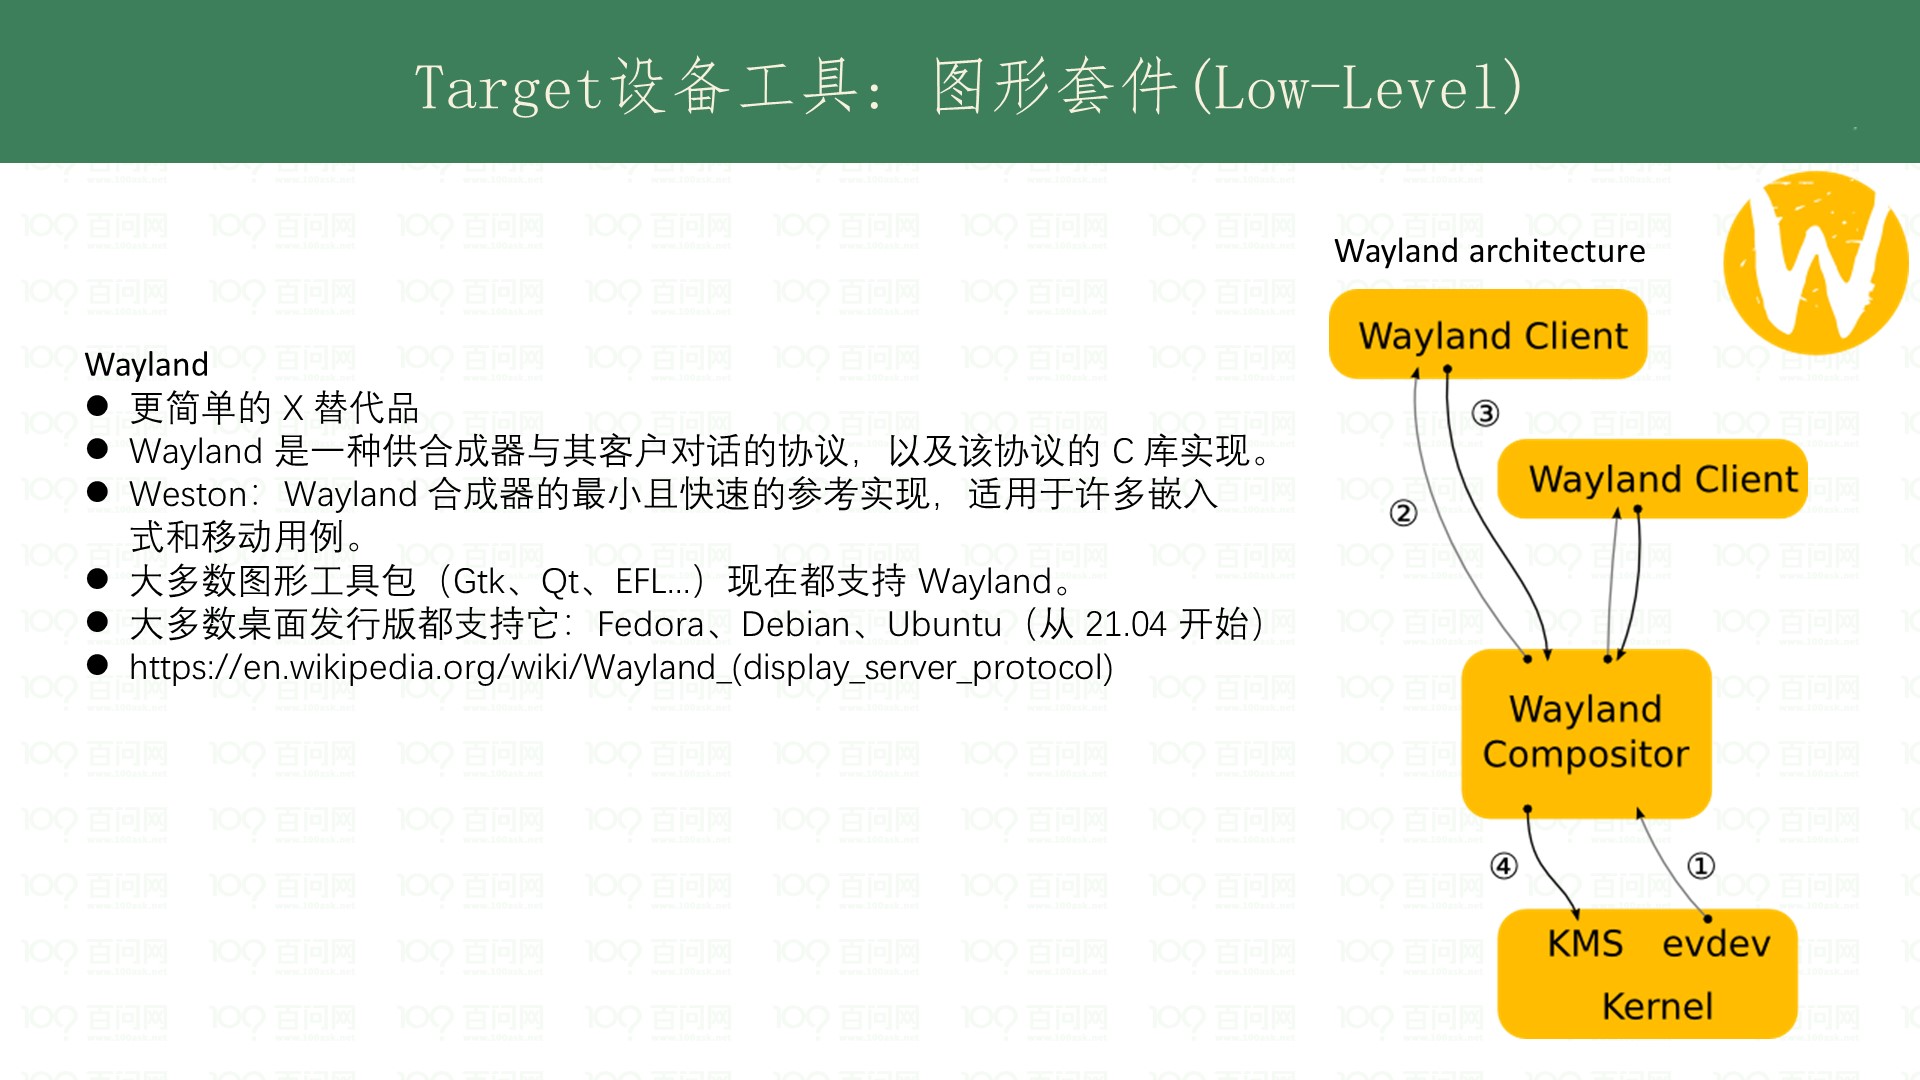 Target设备工具：图形套件(Low-Level)
Wayland
● 更简单的 X 替代品
● Wayland 是一种供合成器与其客户对话的协议，以及该协议的 C 库实现。
● Weston：Wayland 合成器的最小且快速的参考实现，适用于许多嵌入
式和移动用例。
● 大多数图形工具包（Gtk、Qt、EFL...）现在都支持 Wayland。
● 大多数桌面发行版都支持它：Fedora、Debian、Ubuntu（从 21.04 开始）
● https://en.wikipedia.org/wiki/Wayland_(display_server_protocol)
Wayland architecture
W
Wayland Client
③
Wayland Client
②
Wayland
Compositor
④ ①
KMS evdev
Kernel
百问网
www.100ask.net